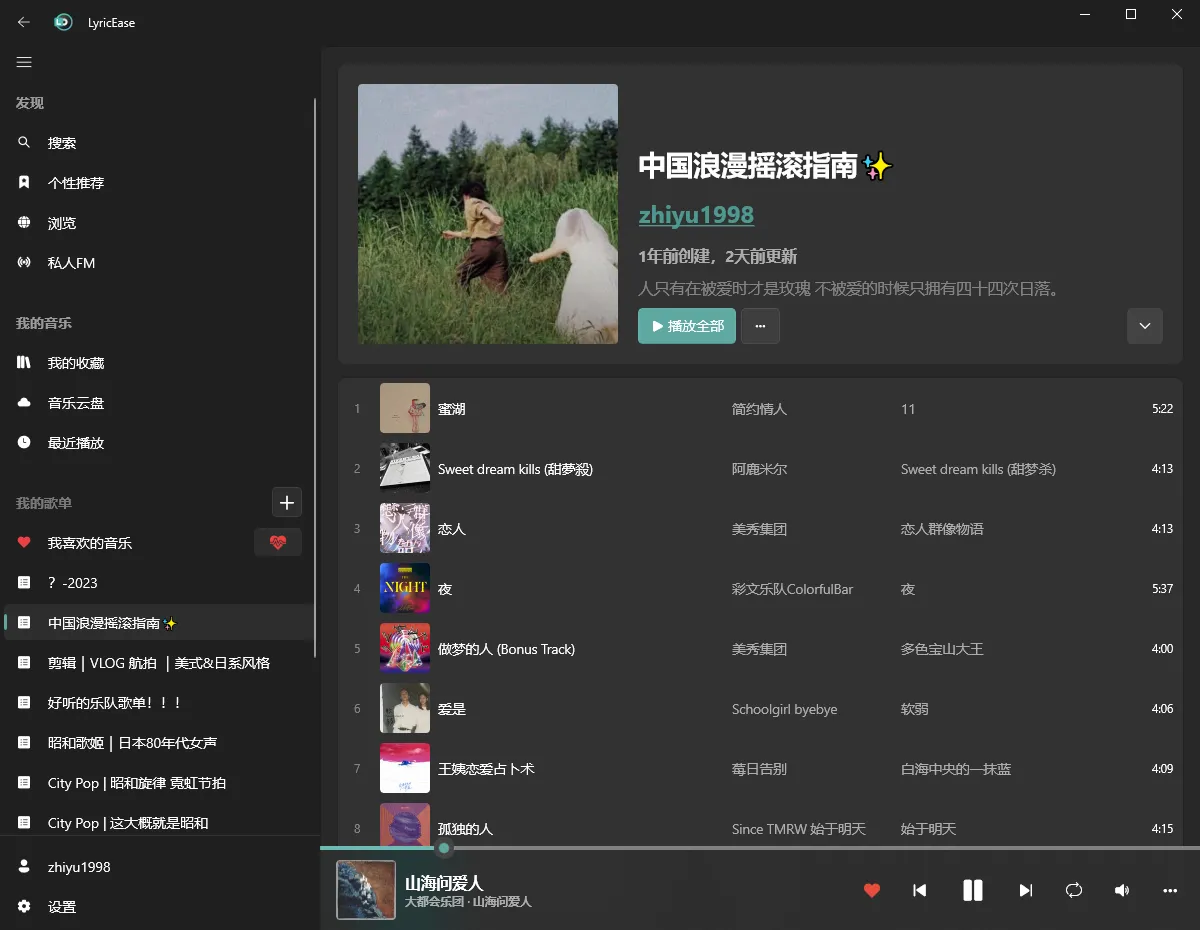 LyricEase
发现
搜索
个性推荐
浏览
私人FM
我的音乐
我的收藏
音乐云盘
最近播放
我的歌单
我喜欢的音乐
？-2023
中国浪漫摇滚指南✨
剪辑 | VLOG 航拍 | 美式&日系风格
好听的乐队歌单！！！
昭和歌姬 | 日本80年代女声
City Pop | 昭和旋律 霓虹节拍
City Pop | 这大概就是昭和
zhiyu1998
设置
中国浪漫摇滚指南✨
zhiyu1998
1年前创建，2天前更新
人只有在被爱时才是玫瑰 不被爱的时候只拥有四十四次日落。
播放全部
1 蜜湖 简约情人 11 5:22
2 Sweet dream kills (甜夢殺) 阿鹿米尔 Sweet dream kills (甜梦杀) 4:13
3 恋人 美秀集团 恋人群像物语 4:13
4 夜 彩文乐队ColorfulBar 夜 5:37
NIGHT
5 做梦的人 (Bonus Track) 美秀集团 多色宝山大王 4:00
6 爱是 Schoolgirl byebye 软弱 4:06
7 王姨恋爱占卜术 莓日告别 白海中央的一抹蓝 4:09
8 孤独的人 Since TMRW 始于明天 始于明天 4:15
山海问爱人
大都会乐团 · 山海问爱人